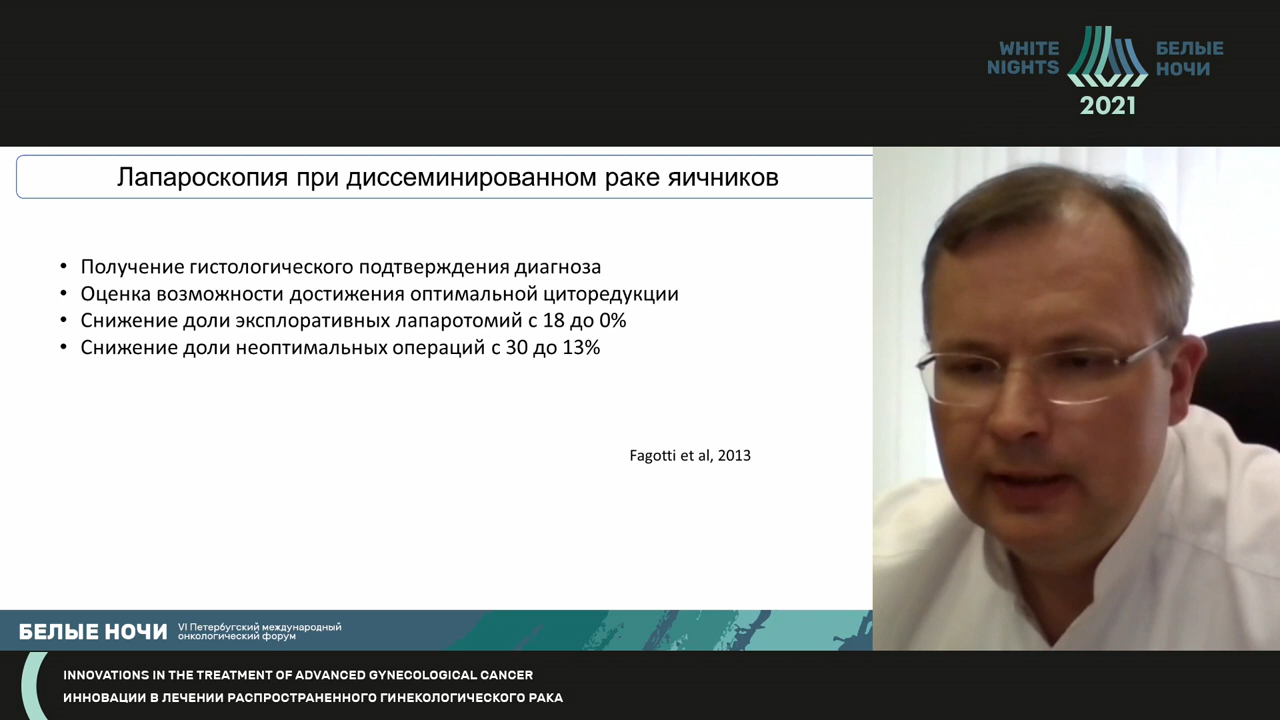 WHITE
NIGHTS
БЕЛЫЕ
НОЧИ
2021
Лапароскопия при диссеминированном раке яичников
• Получение гистологического подтверждения диагноза
• Оценка возможности достижения оптимальной циторедукции
• Снижение доли эксплоративных лапаротомий с 18 до 0%
• Снижение доли неоптимальных операций с 30 до 13%
Fagotti et al, 2013
БЕЛЫЕ НОЧИ
VI Петербургский международный
онкологический форум
INNOVATIONS IN THE TREATMENT OF ADVANCED GYNECOLOGICAL CANCER
ИННОВАЦИИ В ЛЕЧЕНИИ РАСПРОСТРАНЕННОГО ГИНЕКОЛОГИЧЕСКОГО РАКА